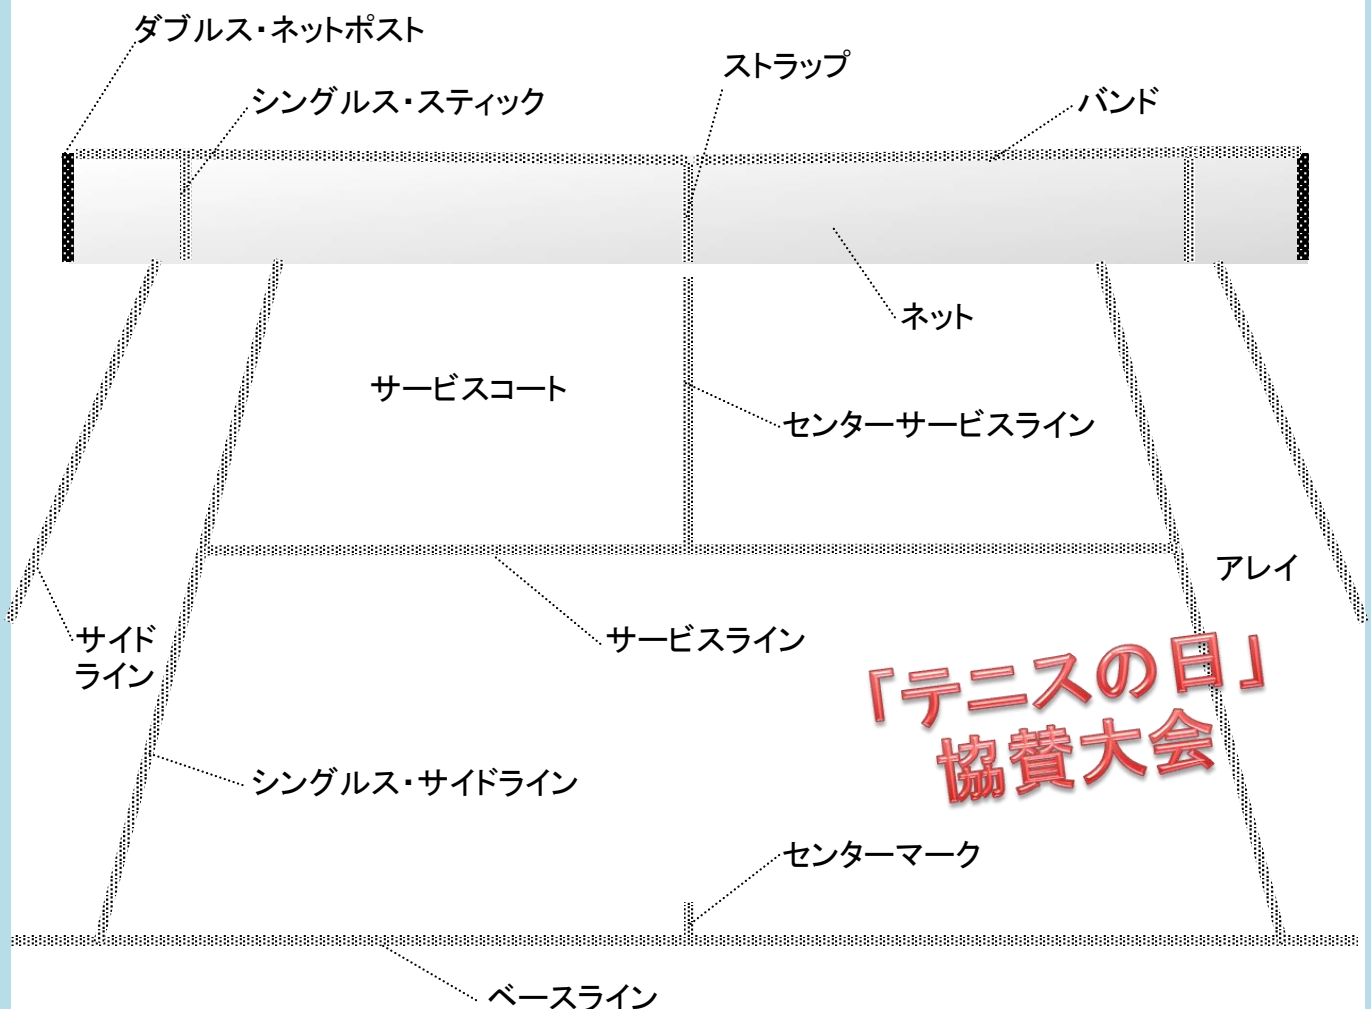 ダブルス・ネットポスト
ストラップ
シングルス・スティック
バンド
ネット
サービスコート
センターサービスライン
アレイ
サイド
ライン
サービスライン
「テニスの日」
協賛大会
シングルス・サイドライン
センターマーク
ベースライン